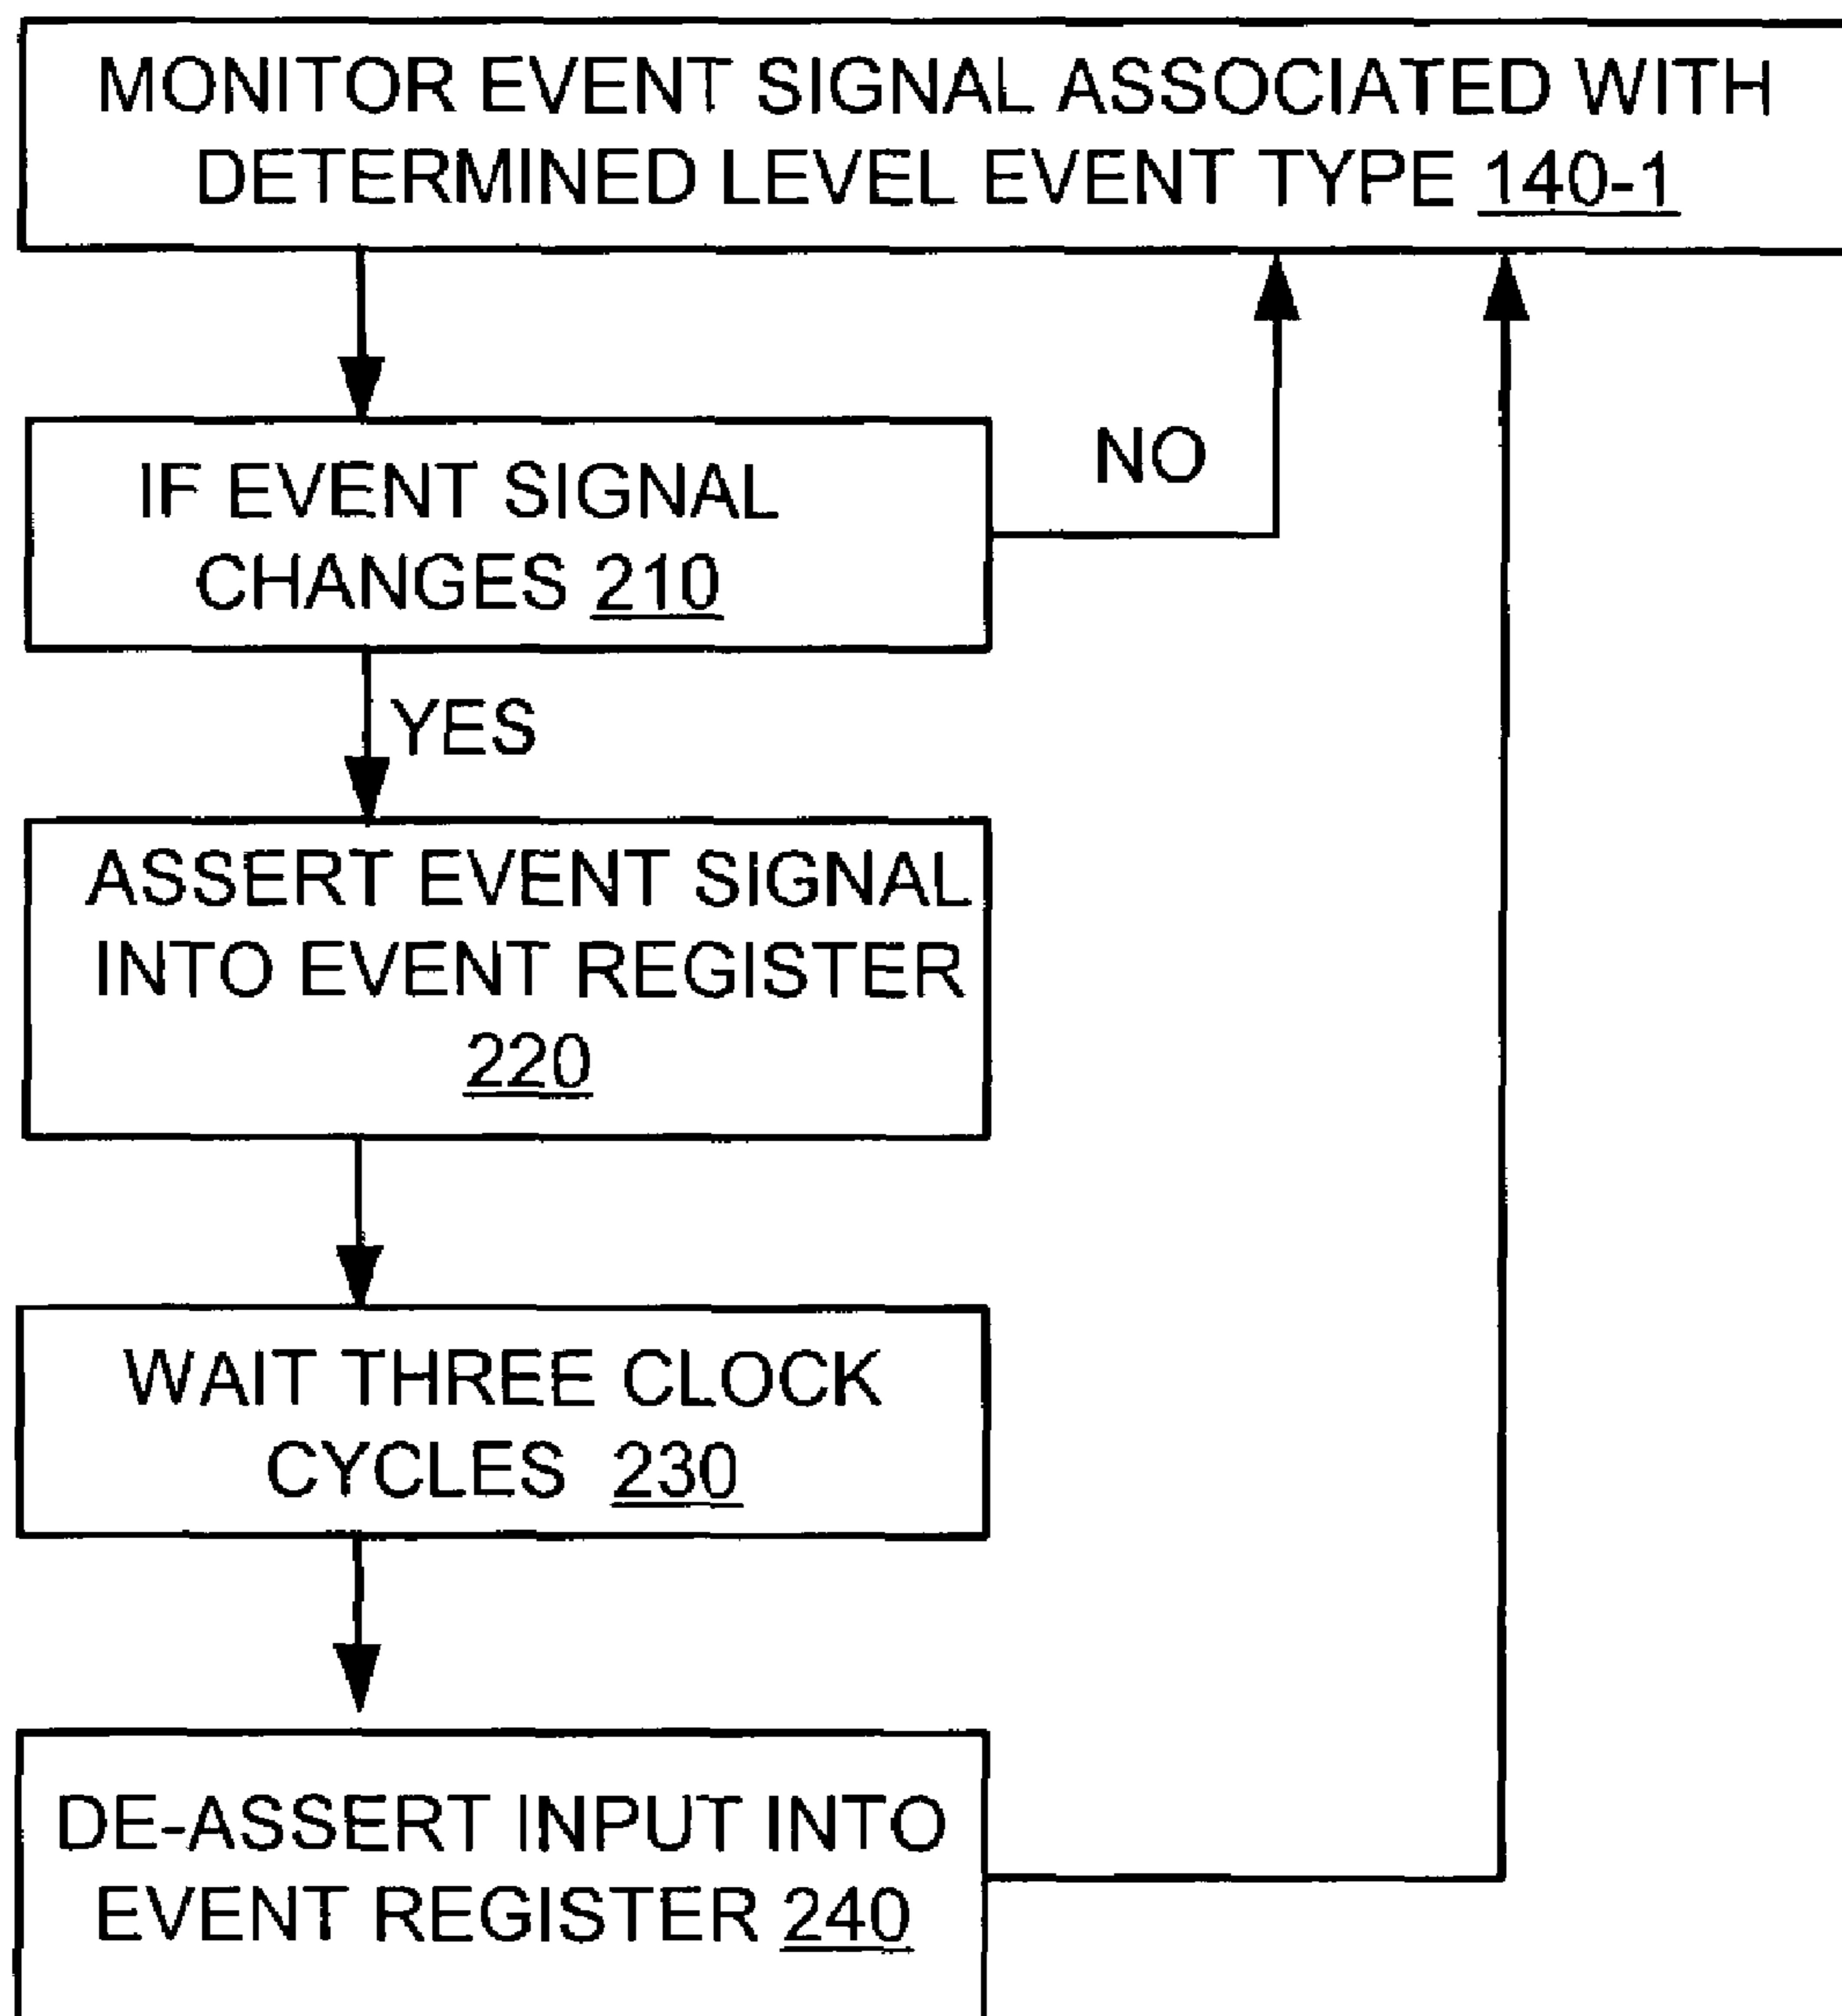 MONITOR EVENT SIGNAL ASSOCIATED WITH
DETERMINED LEVEL EVENT TYPE 140-1
IF EVENT SIGNAL
CHANGES 210
NO
YES
ASSERT EVENT SIGNAL
INTO EVENT REGISTER
220
WAIT THREE CLOCK
CYCLES 230
DE-ASSERT INPUT INTO
EVENT REGISTER 240